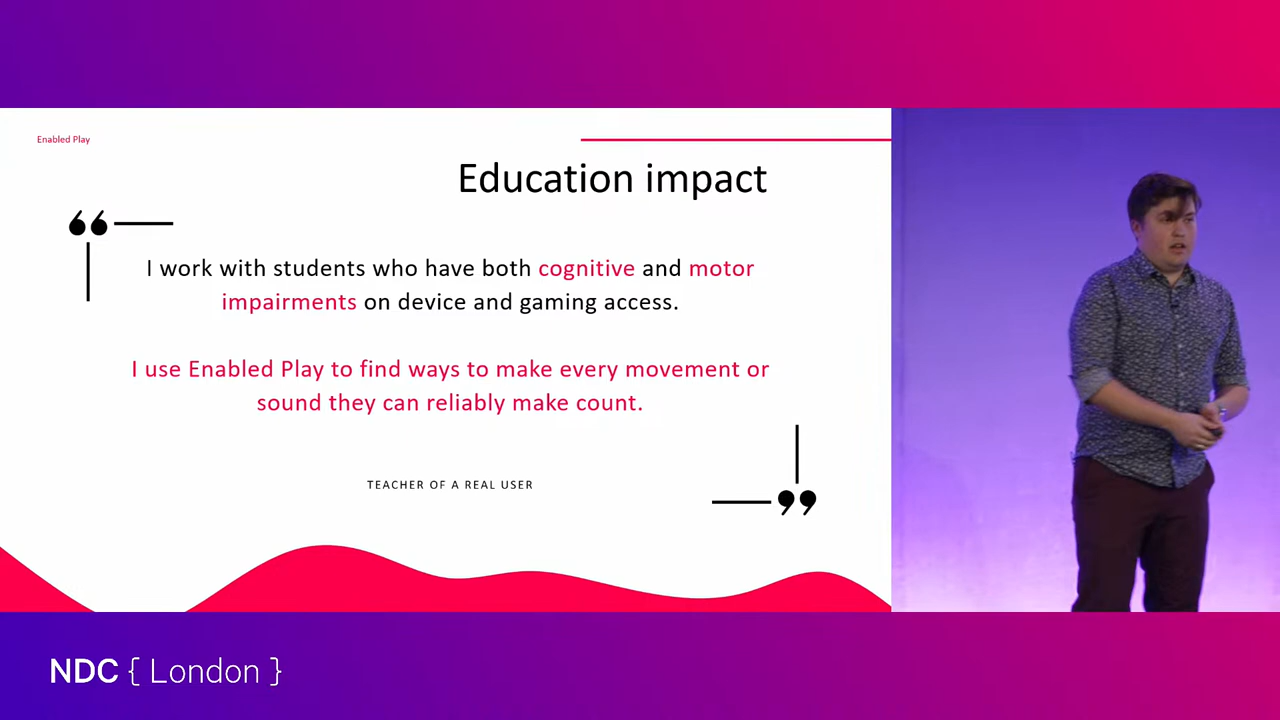 Enabled Play
Education impact
“
I work with students who have both cognitive and motor
impairments on device and gaming access.
I use Enabled Play to find ways to make every movement or
sound they can reliably make count.
TEACHER OF A REAL USER
”
NDC { London }